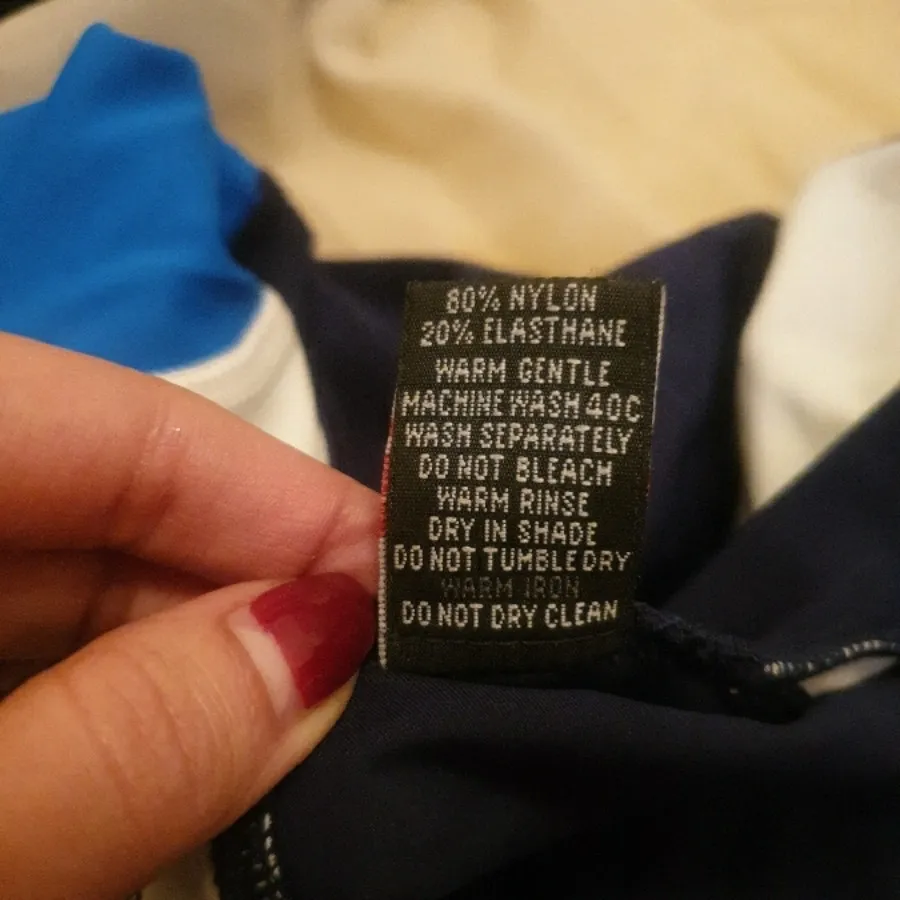 80% NYLON
20% ELASTHANE
WARM GENTLE
MACHINE WASH 40C
WASH SEPARATELY
DO NOT BLEACH
WARM RINSE
DRY IN SHADE
DO NOT TUMBLE DRY
WARM IRON
DO NOT DRY CLEAN